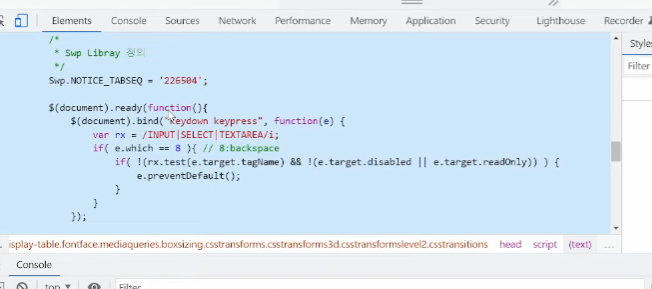 Elements Console Sources Network Performance Memory Application Security Lighthouse Recorder
/*
* Swp Libray 정의
*/
Swp.NOTICE_TABSEQ = '226504';
$(document).ready(function(){
$(document).bind("keydown keypress", function(e) {
var rx = /INPUT|SELECT|TEXTAREA/i;
if( e.which == 8 ){ // 8:backspace
if( !(rx.test(e.target.tagName) && !(e.target.disabled || e.target.readOnly)) ) {
e.preventDefault();
}
}
});
Styles
Filter
isplay-table.fontface.mediaqueries.boxsizing.csstransforms.csstransforms3d.csstransformslevel2.csstransitions head script (text) ...
Console
top ▼ Filter